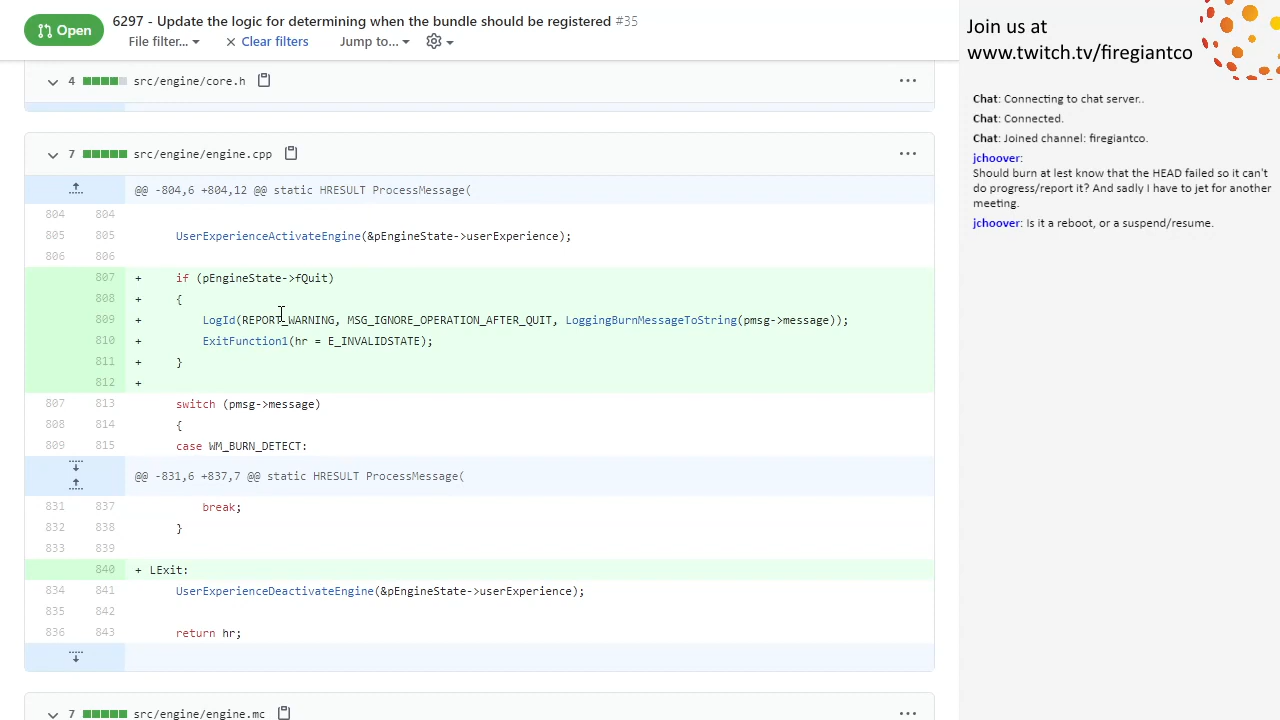 Open
6297 - Update the logic for determining when the bundle should be registered #35
File filter... Clear filters Jump to...
4 src/engine/core.h
7 src/engine/engine.cpp
@@ -804,6 +804,12 @@ static HRESULT ProcessMessage(
804 804
805 805 UserExperienceActivateEngine(&pEngineState->userExperience);
806 806
807 + if (pEngineState->fQuit)
808 + {
809 + LogId(REPORT_WARNING, MSG_IGNORE_OPERATION_AFTER_QUIT, LoggingBurnMessageToString(pmsg->message));
810 + ExitFunction1(hr = E_INVALIDSTATE);
811 + }
812 +
807 813 switch (pmsg->message)
808 814 {
809 815 case WM_BURN_DETECT:
@@ -831,6 +837,7 @@ static HRESULT ProcessMessage(
831 837 break;
832 838 }
833 839
840 + LExit:
834 841 UserExperienceDeactivateEngine(&pEngineState->userExperience);
835 842
836 843 return hr;
7 src/engine/engine.mc
Join us at
www.twitch.tv/firegiantco
Chat: Connecting to chat server..
Chat: Connected.
Chat: Joined channel: firegiantco.
jchoover:
Should burn at lest know that the HEAD failed so it can't
do progress/report it? And sadly I have to jet for another
meeting.
jchoover: Is it a reboot, or a suspend/resume.